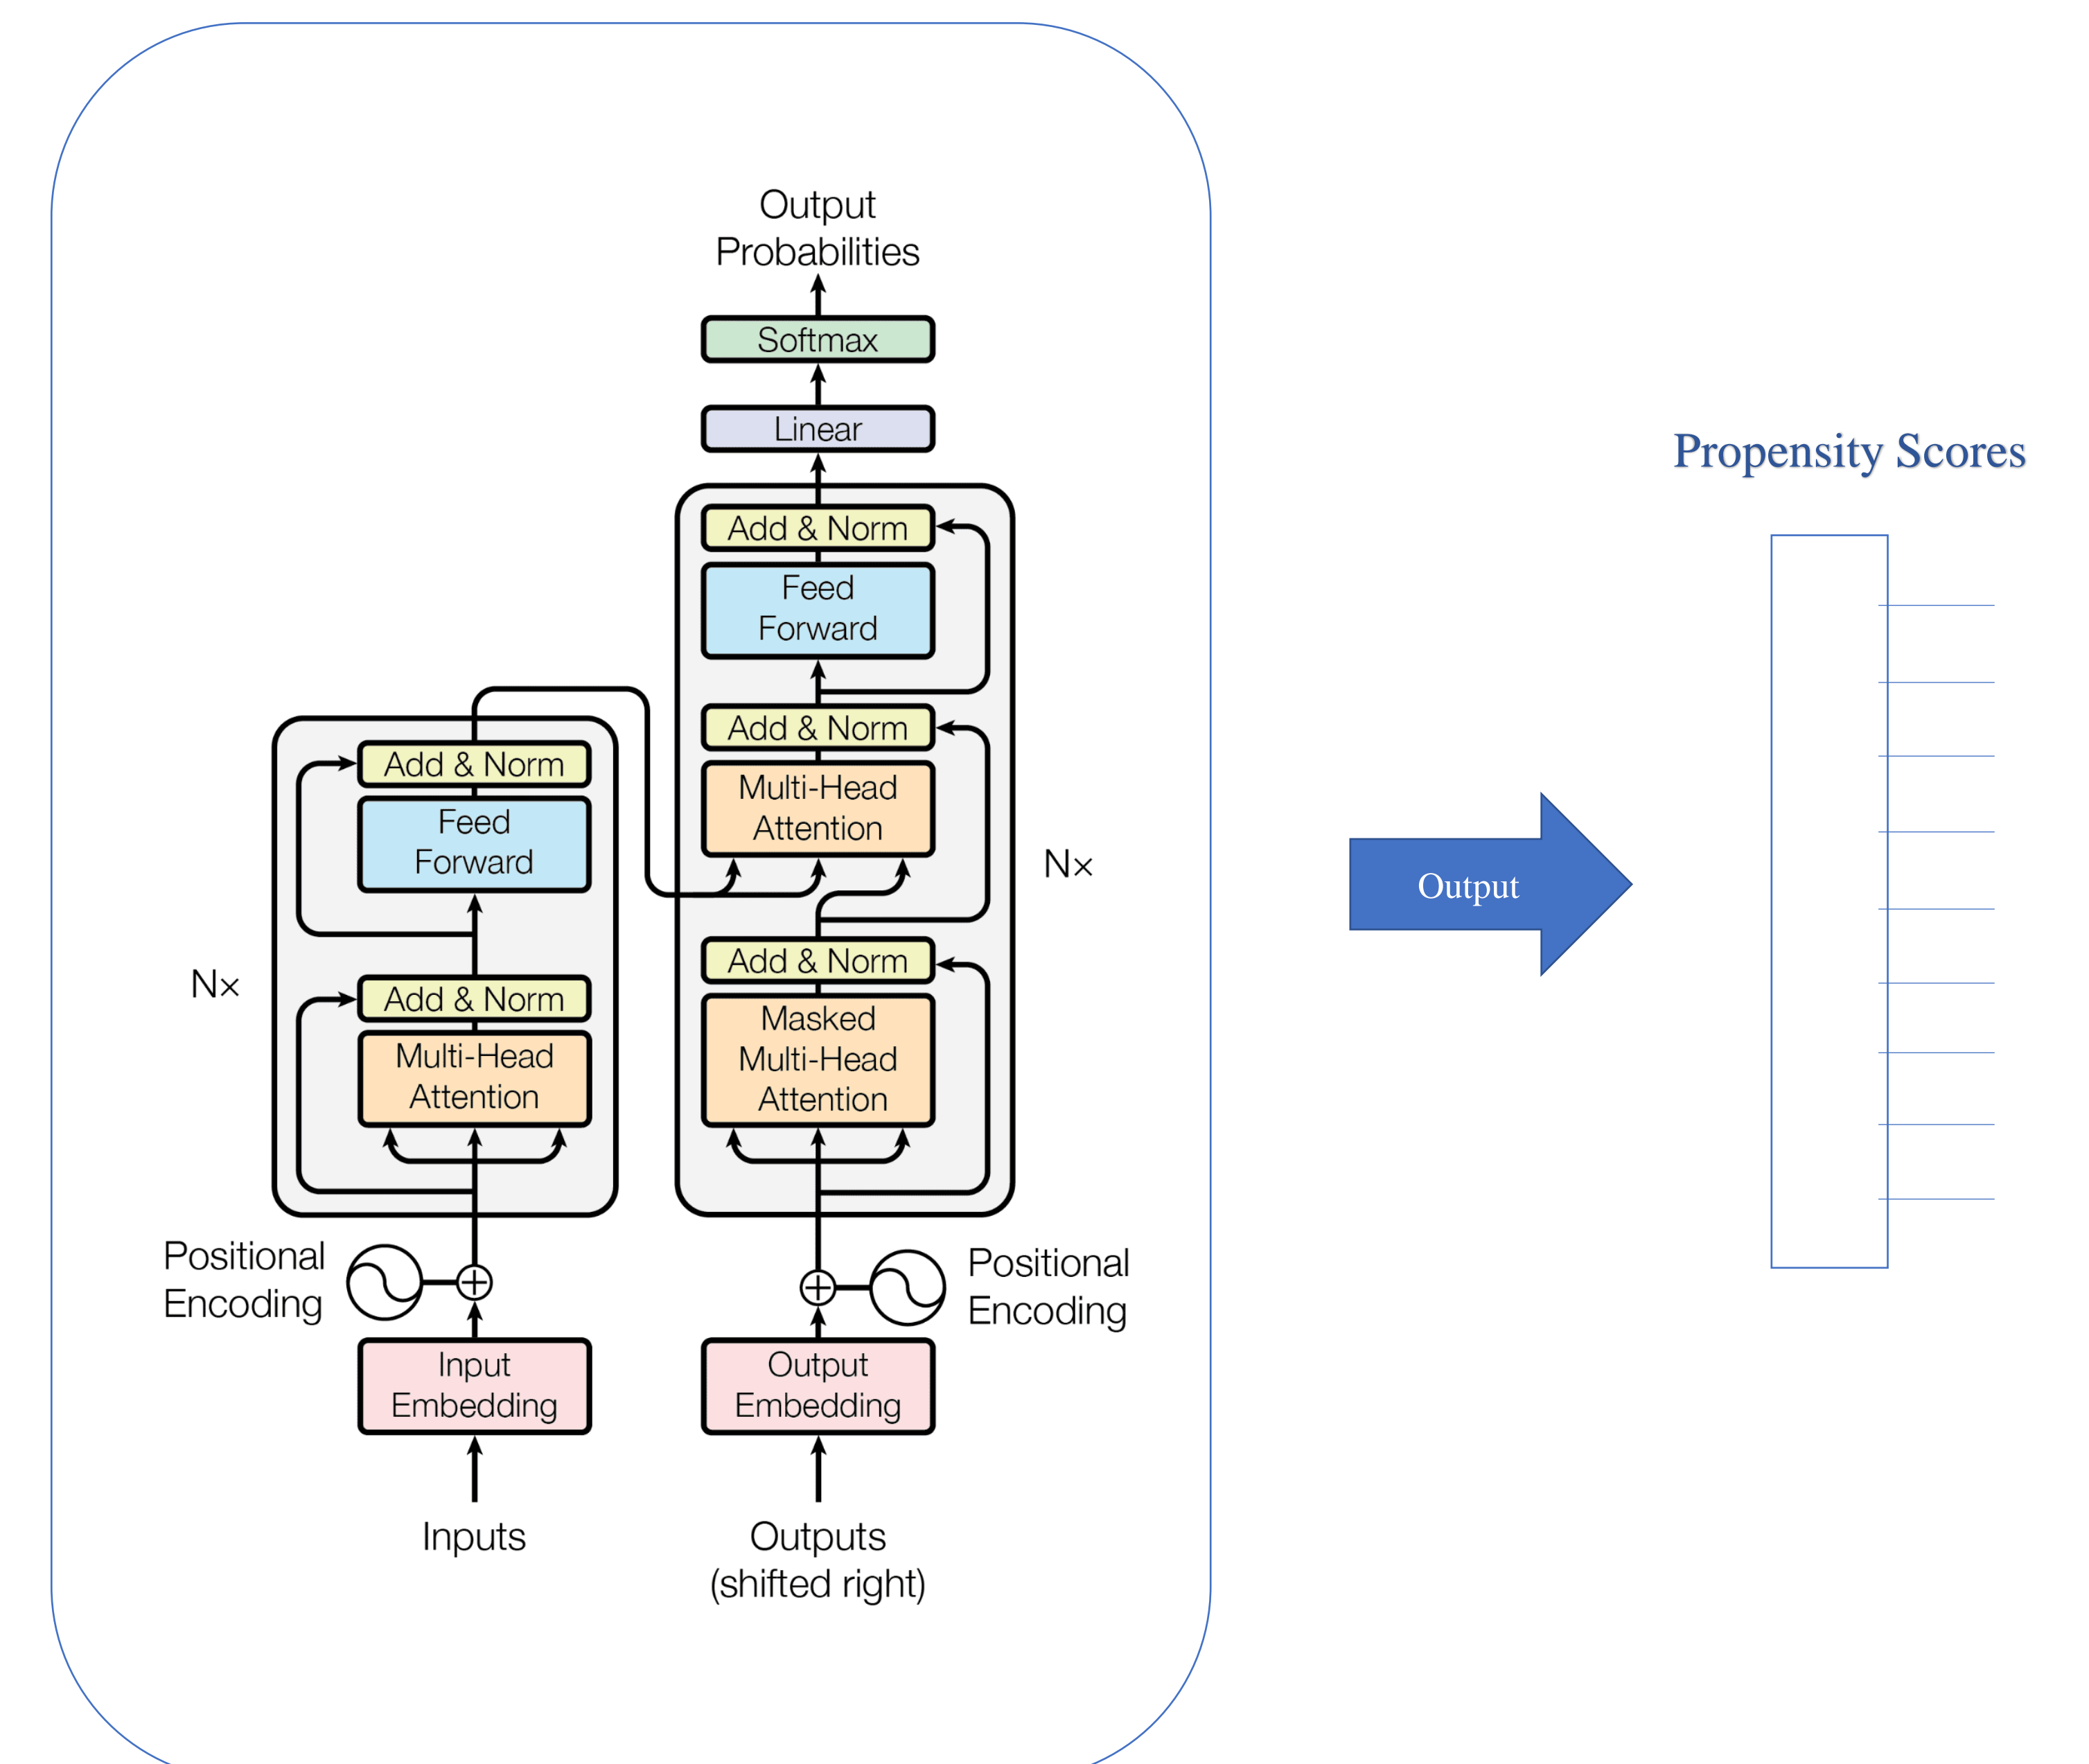 Output
Probabilities
Softmax
Linear
Add & Norm
Feed
Forward
Add & Norm
Multi-Head
Attention
N×
Add & Norm
Masked
Multi-Head
Attention
Add & Norm
Feed
Forward
N×
Add & Norm
Multi-Head
Attention
Positional
Encoding
Positional
Encoding
Input
Embedding
Output
Embedding
Inputs
Outputs
(shifted right)
Output
Propensity Scores